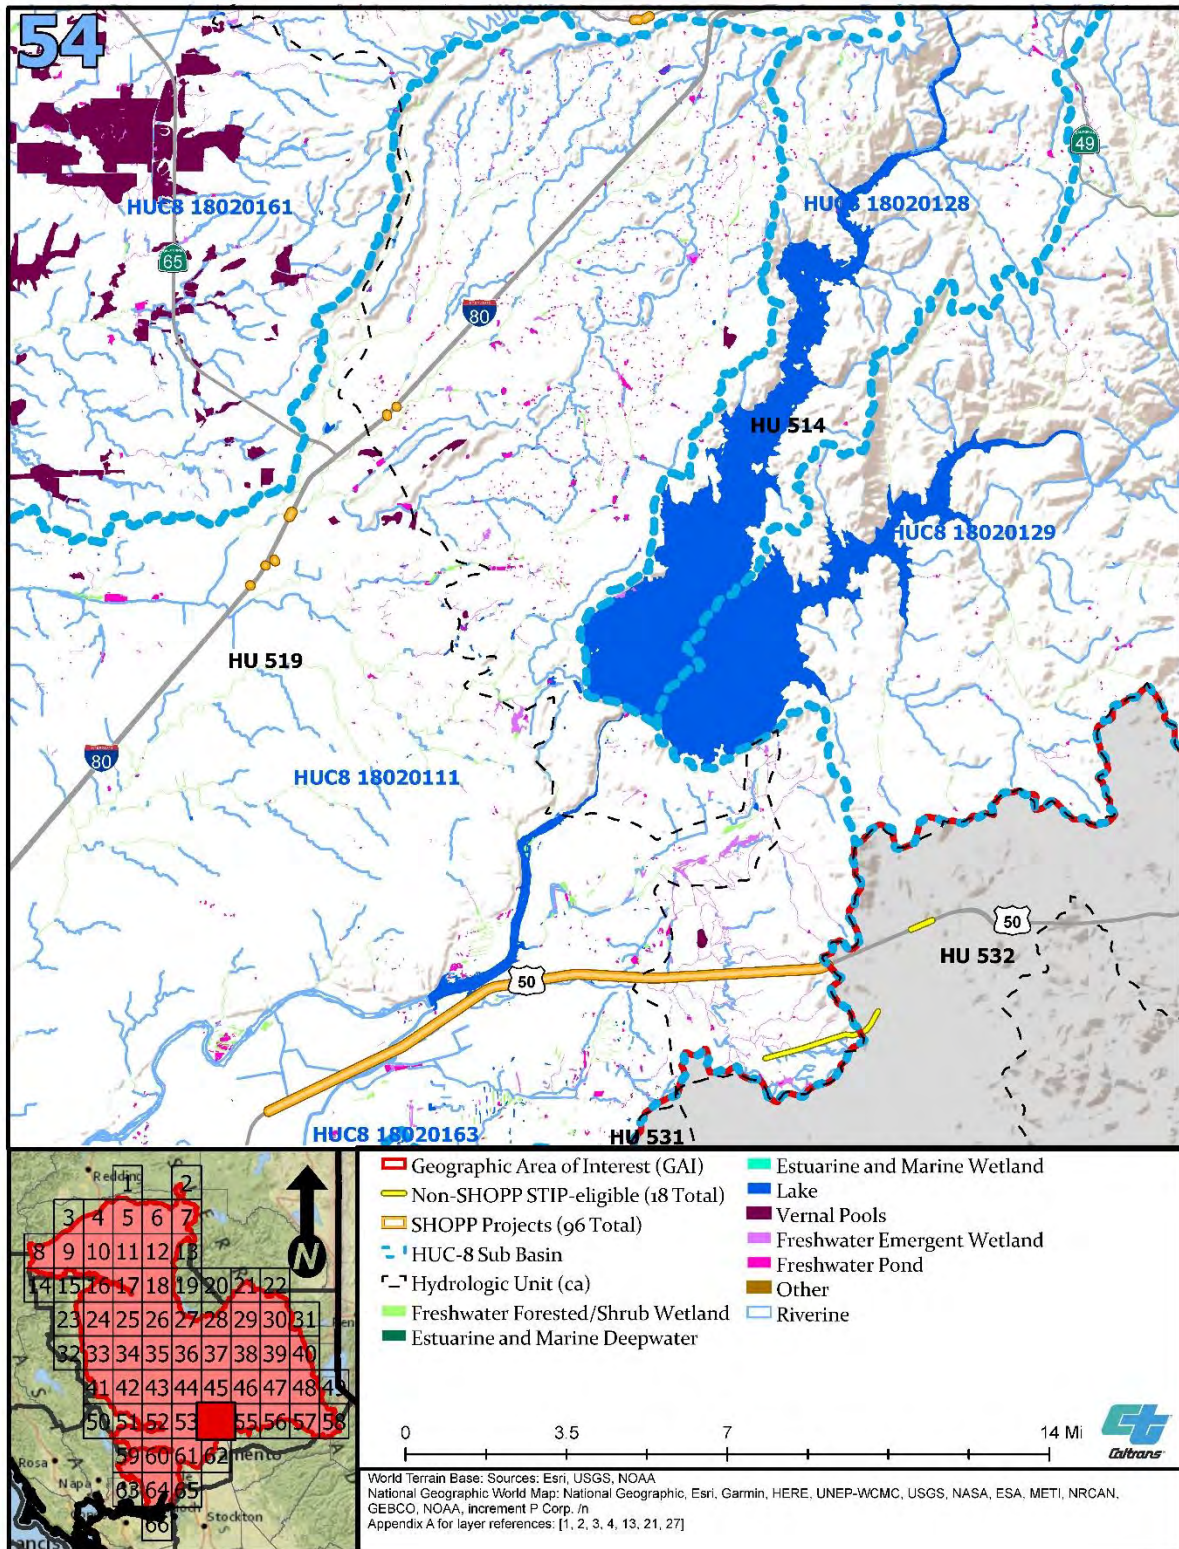 54
49
HUC8 18020161
HUC8 18020128
65
80
HU 514
HUC8 18020129
HU 519
80
HUC8 18020111
50
HU 532
50
HUC8 18020163
HU 531
Redding
1 2
3 4 5 6 7
8 9 10 11 12 13
14 15 16 17 18 19 20 21 22
23 24 25 26 27 28 29 30 31
32 33 34 35 36 37 38 39 40
41 42 43 44 45 46 47 48 49
50 51 52 53 55 56 57 58
59 60 61 62
Rosa
Napa
63 64 65
Stockton
66
N
Geographic Area of Interest (GAI)
Non-SHOPP STIP-eligible (18 Total)
SHOPP Projects (96 Total)
HUC-8 Sub Basin
Hydrologic Unit (ca)
Freshwater Forested/Shrub Wetland
Estuarine and Marine Deepwater
Estuarine and Marine Wetland
Lake
Vernal Pools
Freshwater Emergent Wetland
Freshwater Pond
Other
Riverine
0 3.5 7 14 Mi
Caltrans
World Terrain Base: Sources: Esri, USGS, NOAA
National Geographic World Map: National Geographic, Esri, Garmin, HERE, UNEP-WCMC, USGS, NASA, ESA, METI, NRCAN,
GEBCO, NOAA, increment P Corp. /n
Appendix A for layer references: [1, 2, 3, 4, 13, 21, 27]